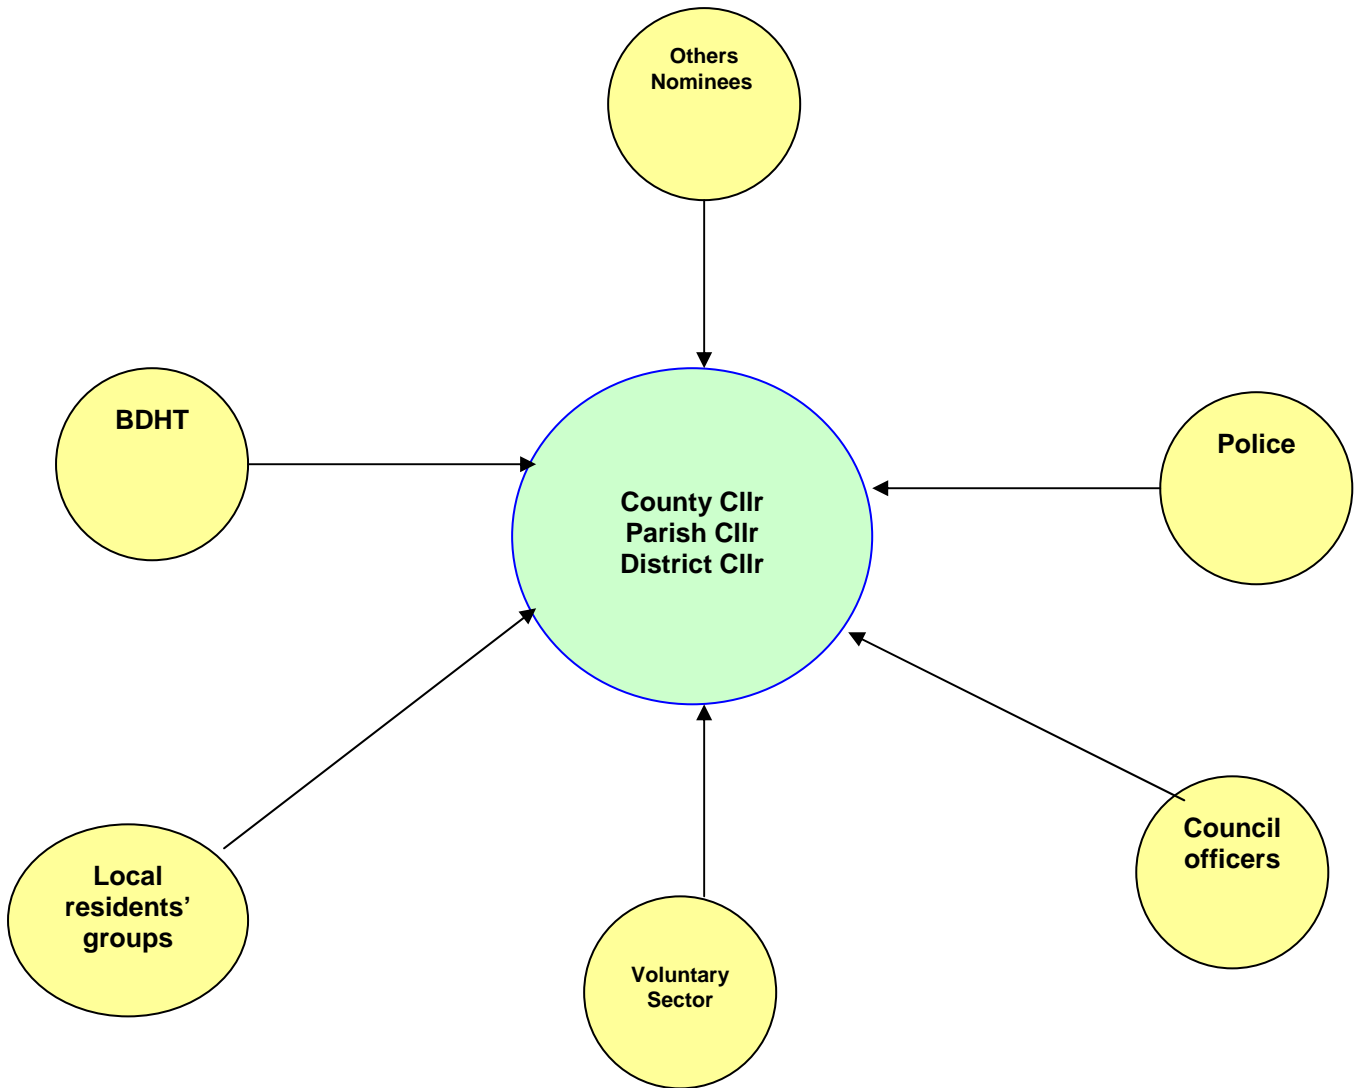 Others
Nominees
BDHT
Police
County Cllr
Parish Cllr
District Cllr
Council
officers
Local
residents’
groups
Voluntary
Sector